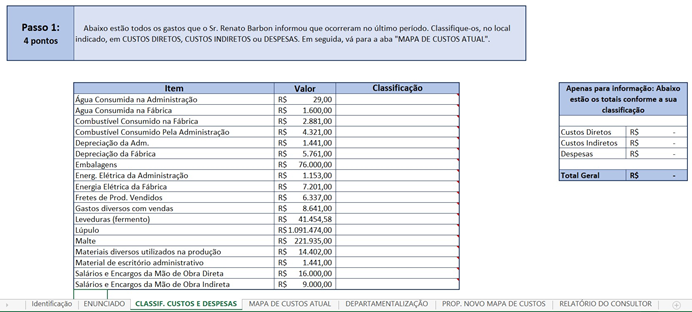 Passo 1:
4 pontos
Abaixo estão todos os gastos que o Sr. Renato Barbon informou que ocorreram no último período. Classifique-os, no local
indicado, em CUSTOS DIRETOS, CUSTOS INDIRETOS ou DESPESAS. Em seguida, vá para a aba "MAPA DE CUSTOS ATUAL".
Item Valor Classificação
Água Consumida na Administração R$ 29,00
Agua Consumida na Fábrica R$ 1.600,00
Combustível Consumido na Fábrica R$ 2.881,00
Combustível Consumido Pela Administração R$ 4.321,00
Depreciação da Adm. R$ 1.441,00
Depreciação da Fábrica R$ 5.761,00
Embalagens R$ 76.000,00
Energ. Elétrica da Administração R$ 1.153,00
Energia Elétrica da Fábrica R$ 7.201,00
Fretes de Prod. Vendidos R$ 6.337,00
Gastos diversos com vendas R$ 8.641,00
Leveduras (fermento) R$ 41.454,58
Lúpulo R$ 1.091.474,00
Malte R$ 221.935,00
Materiais diversos utilizados na produção R$ 14.402,00
Material de escritório administrativo R$ 1.441,00
Salários e Encargos da Mão de Obra Direta R$ 16.000,00
Salários e Encargos da Mão de Obra Indireta R$ 9.000,00
Apenas para informação: Abaixo
estão os totais conforme a sua
classificação
Custos Diretos R$ -
Custos Indiretos R$ -
Despesas R$ -
Total Geral R$ -
Identificação ENUNCIADO CLASSIF. CUSTOS E DESPESAS MAPA DE CUSTOS ATUAL DEPARTAMENTALIZAÇÃO PROP. NOVO MAPA DE CUSTOS RELATÓRIO DO CONSULTOR